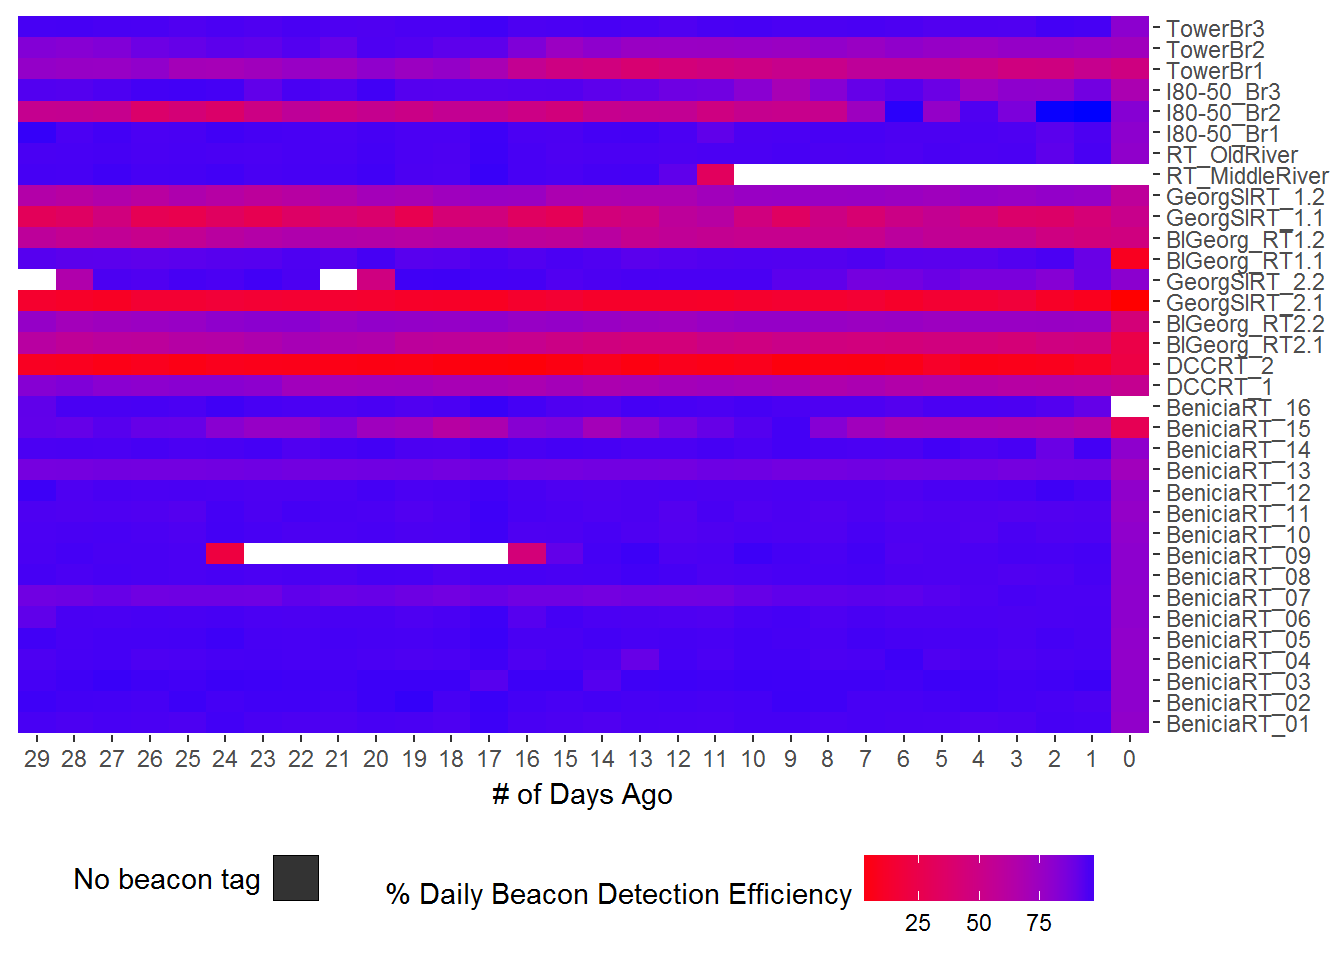 TowerBr3
TowerBr2
TowerBr1
I80-50_Br3
I80-50_Br2
I80-50_Br1
RT_OldRiver
RT_MiddleRiver
GeorgSlRT_1.2
GeorgSlRT_1.1
BlGeorg_RT1.2
BlGeorg_RT1.1
GeorgSlRT_2.2
GeorgSlRT_2.1
BlGeorg_RT2.2
BlGeorg_RT2.1
DCCRT_2
DCCRT_1
BeniciaRT_16
BeniciaRT_15
BeniciaRT_14
BeniciaRT_13
BeniciaRT_12
BeniciaRT_11
BeniciaRT_10
BeniciaRT_09
BeniciaRT_08
BeniciaRT_07
BeniciaRT_06
BeniciaRT_05
BeniciaRT_04
BeniciaRT_03
BeniciaRT_02
BeniciaRT_01
29 28 27 26 25 24 23 22 21 20 19 18 17 16 15 14 13 12 11 10 9 8 7 6 5 4 3 2 1 0
# of Days Ago
No beacon tag
% Daily Beacon Detection Efficiency
25 50 75